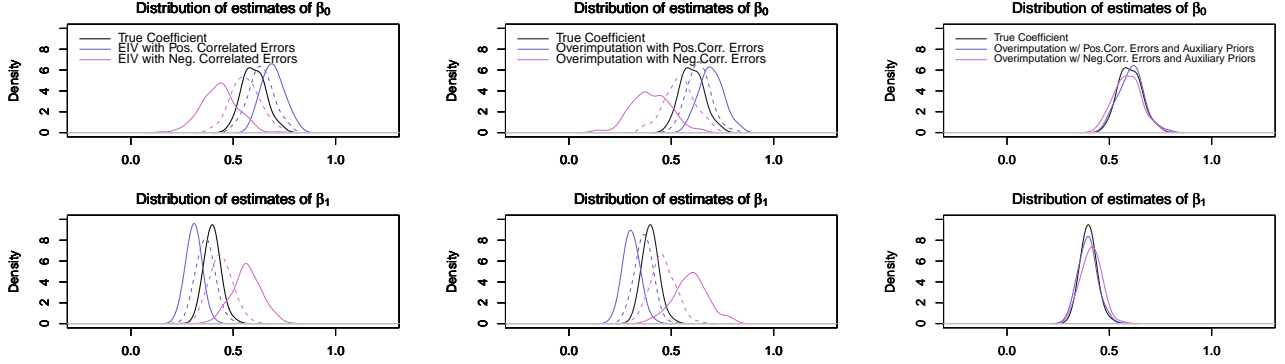 Distribution of estimates of β0
Density
0 2 4 6 8
True Coefficient
EIV with Pos. Correlated Errors
EIV with Neg. Correlated Errors
0.0 0.5 1.0
Distribution of estimates of β0
Density
0 2 4 6 8
True Coefficient
Overimputation with Pos.Corr. Errors
Overimputation with Neg.Corr. Errors
0.0 0.5 1.0
Distribution of estimates of β0
Density
0 2 4 6 8
True Coefficient
Overimputation w/ Pos.Corr. Errors and Auxiliary Priors
Overimputation w/ Neg.Corr. Errors and Auxiliary Priors
0.0 0.5 1.0
Distribution of estimates of β1
Density
0 2 4 6 8
0.0 0.5 1.0
Distribution of estimates of β1
Density
0 2 4 6 8
0.0 0.5 1.0
Distribution of estimates of β1
Density
0 2 4 6 8
0.0 0.5 1.0